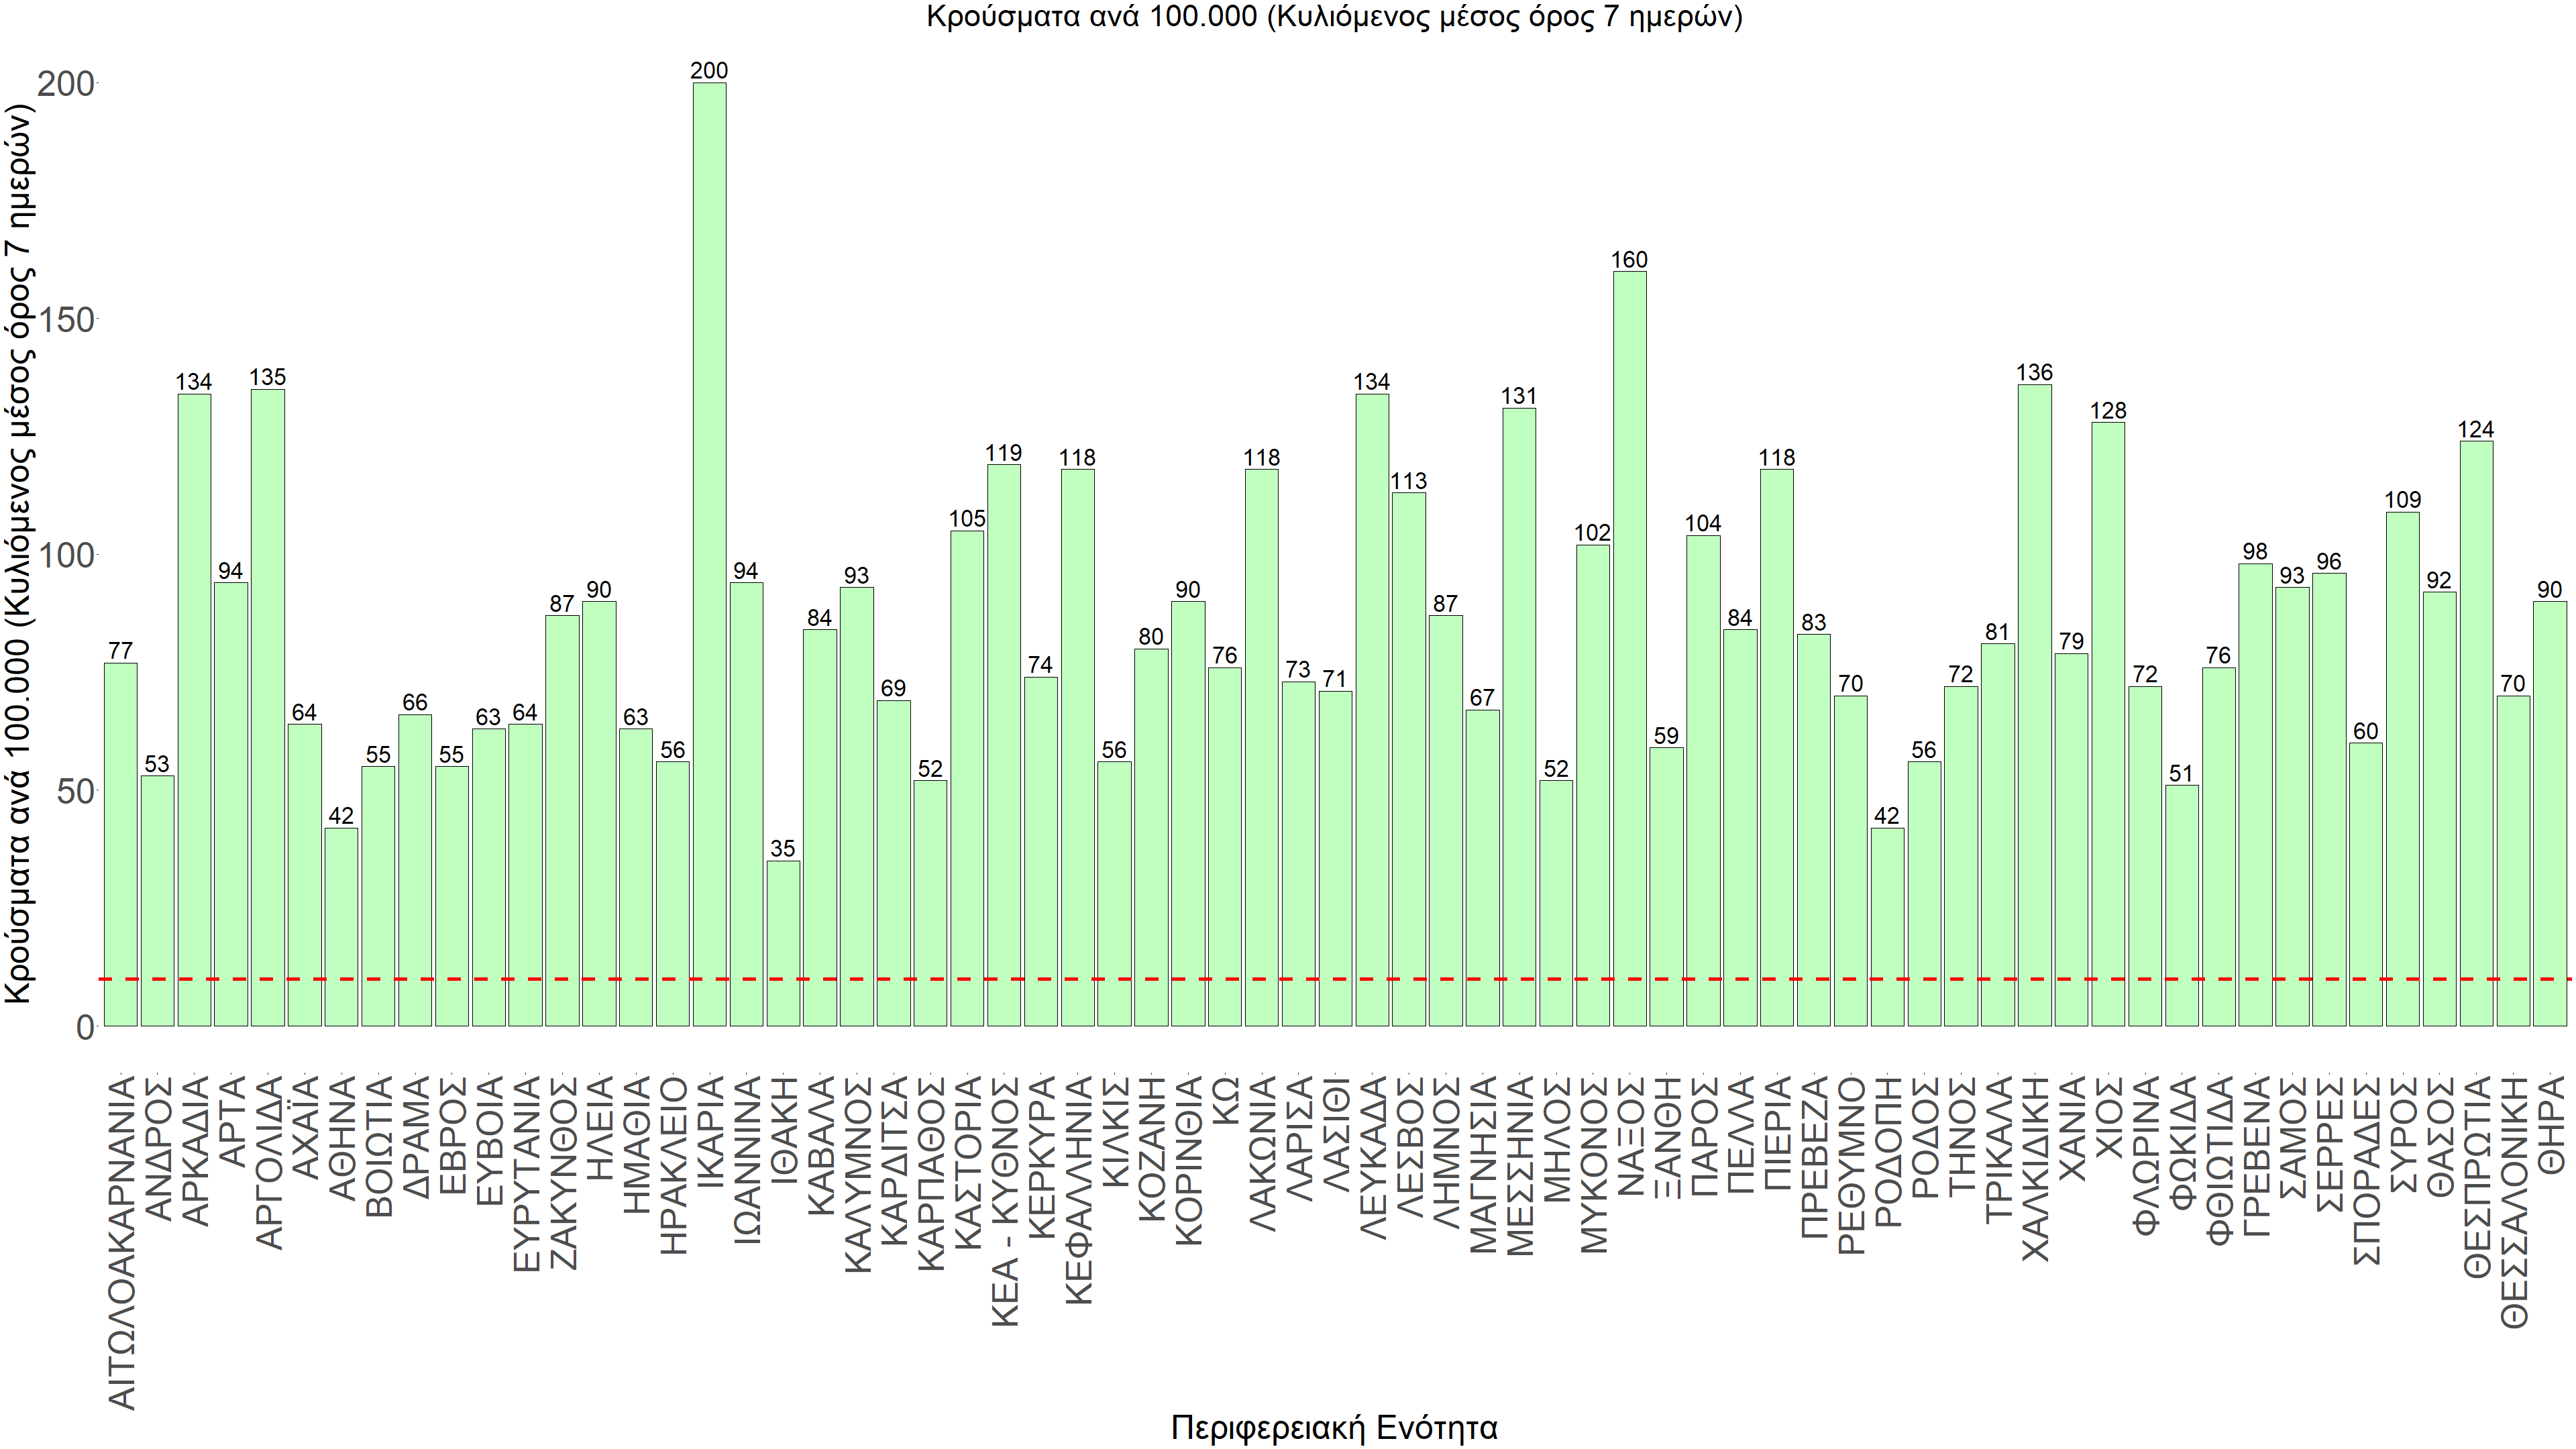 Κρούσματα ανά 100.000 (Κυλιόμενος μέσος όρος 7 ημερών)
Κρούσματα ανά 100.000 (Κυλιόμενος μέσος όρος 7 ημερών)
200
150
100
50
0
77
53
134
94
135
64
42
55
66
55
63
64
87
90
63
56
200
94
35
84
93
69
52
105
119
74
118
56
80
90
76
118
73
71
134
113
87
67
131
52
102
160
59
104
84
118
83
70
42
56
72
81
136
79
128
72
51
76
98
93
96
60
109
92
124
70
90
ΑΙΤΩΛΟΑΚΑΡΝΑΝΙΑ
ΑΝΔΡΟΣ
ΑΡΚΑΔΙΑ
ΑΡΤΑ
ΑΡΓΟΛΙΔΑ
ΑΧΑΪΑ
ΑΘΗΝΑ
ΒΟΙΩΤΙΑ
ΔΡΑΜΑ
ΕΒΡΟΣ
ΕΥΒΟΙΑ
ΕΥΡΥΤΑΝΙΑ
ΖΑΚΥΝΘΟΣ
ΗΛΕΙΑ
ΗΜΑΘΙΑ
ΗΡΑΚΛΕΙΟ
ΙΚΑΡΙΑ
ΙΩΑΝΝΙΝΑ
ΙΘΑΚΗ
ΚΑΒΑΛΑ
ΚΑΛΥΜΝΟΣ
ΚΑΡΔΙΤΣΑ
ΚΑΡΠΑΘΟΣ
ΚΑΣΤΟΡΙΑ
ΚΕΑ - ΚΥΘΝΟΣ
ΚΕΡΚΥΡΑ
ΚΕΦΑΛΛΗΝΙΑ
ΚΙΛΚΙΣ
ΚΟΖΑΝΗ
ΚΟΡΙΝΘΙΑ
ΚΩ
ΛΑΚΩΝΙΑ
ΛΑΡΙΣΑ
ΛΑΣΙΘΙ
ΛΕΥΚΑΔΑ
ΛΕΣΒΟΣ
ΛΗΜΝΟΣ
ΜΑΓΝΗΣΙΑ
ΜΕΣΣΗΝΙΑ
ΜΗΛΟΣ
ΜΥΚΟΝΟΣ
ΝΑΞΟΣ
ΞΑΝΘΗ
ΠΑΡΟΣ
ΠΕΛΛΑ
ΠΙΕΡΙΑ
ΠΡΕΒΕΖΑ
ΡΕΘΥΜΝΟ
ΡΟΔΟΠΗ
ΡΟΔΟΣ
ΤΗΝΟΣ
ΤΡΙΚΑΛΑ
ΧΑΛΚΙΔΙΚΗ
ΧΑΝΙΑ
ΧΙΟΣ
ΦΛΩΡΙΝΑ
ΦΩΚΙΔΑ
ΦΘΙΩΤΙΔΑ
ΓΡΕΒΕΝΑ
ΣΑΜΟΣ
ΣΕΡΡΕΣ
ΣΠΟΡΑΔΕΣ
ΣΥΡΟΣ
ΘΑΣΟΣ
ΘΕΣΠΡΩΤΙΑ
ΘΕΣΣΑΛΟΝΙΚΗ
ΘΗΡΑ
Περιφερειακή Ενότητα